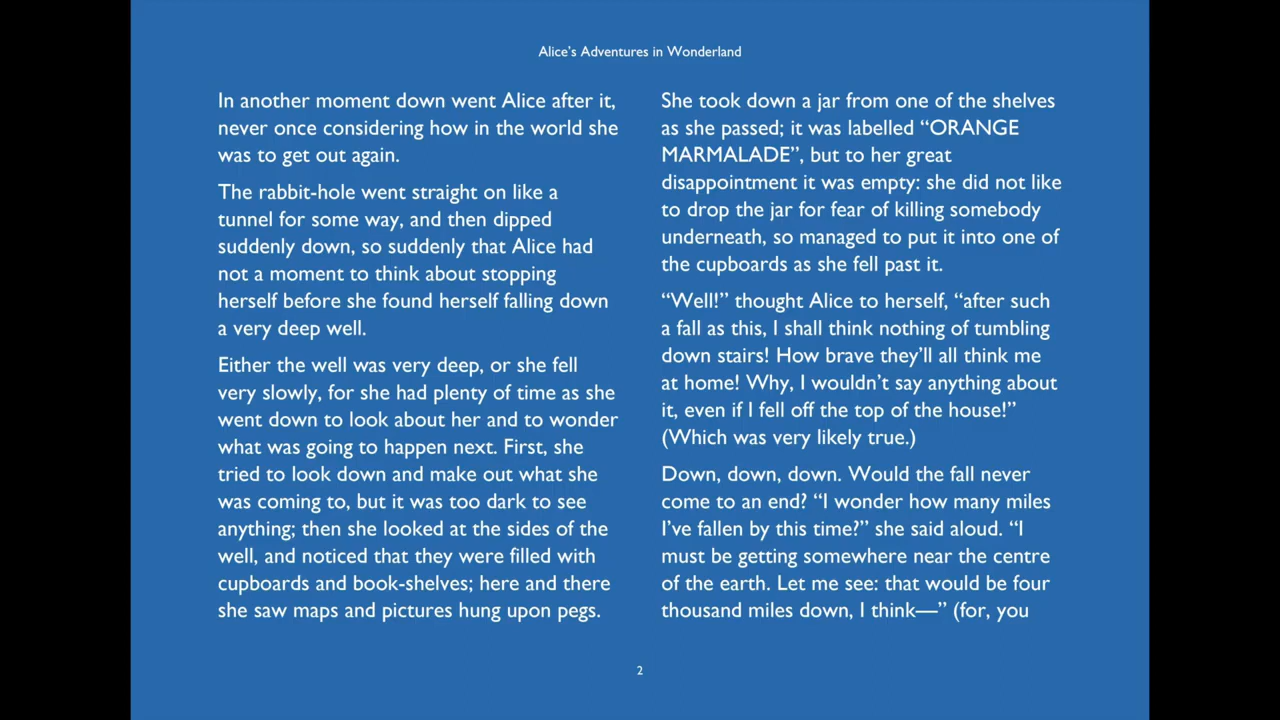 Alice’s Adventures in Wonderland
In another moment down went Alice after it,
never once considering how in the world she
was to get out again.
The rabbit-hole went straight on like a
tunnel for some way, and then dipped
suddenly down, so suddenly that Alice had
not a moment to think about stopping
herself before she found herself falling down
a very deep well.
Either the well was very deep, or she fell
very slowly, for she had plenty of time as she
went down to look about her and to wonder
what was going to happen next. First, she
tried to look down and make out what she
was coming to, but it was too dark to see
anything; then she looked at the sides of the
well, and noticed that they were filled with
cupboards and book-shelves; here and there
she saw maps and pictures hung upon pegs.
She took down a jar from one of the shelves
as she passed; it was labelled “ORANGE
MARMALADE”, but to her great
disappointment it was empty: she did not like
to drop the jar for fear of killing somebody
underneath, so managed to put it into one of
the cupboards as she fell past it.
“Well!” thought Alice to herself, “after such
a fall as this, I shall think nothing of tumbling
down stairs! How brave they’ll all think me
at home! Why, I wouldn’t say anything about
it, even if I fell off the top of the house!”
(Which was very likely true.)
Down, down, down. Would the fall never
come to an end? “I wonder how many miles
I’ve fallen by this time?” she said aloud. “I
must be getting somewhere near the centre
of the earth. Let me see: that would be four
thousand miles down, I think—” (for, you
2